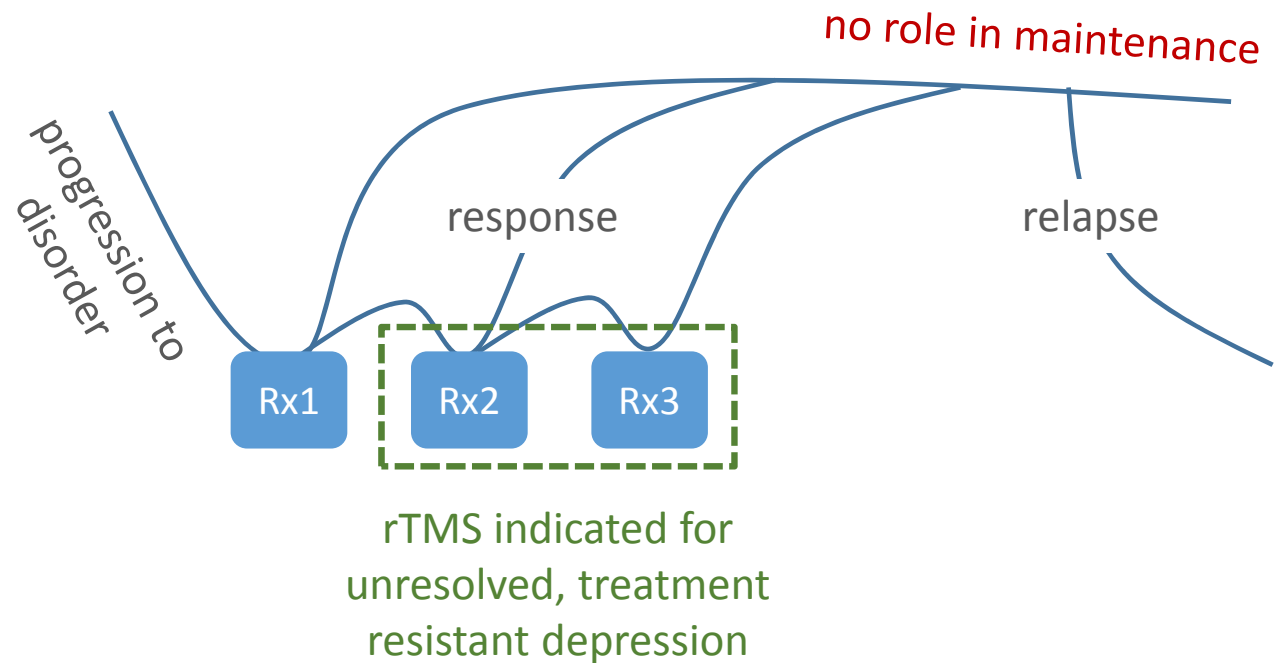 no role in maintenance
progression to
disorder
response
relapse
Rx1
Rx2
Rx3
rTMS indicated for
unresolved, treatment
resistant depression